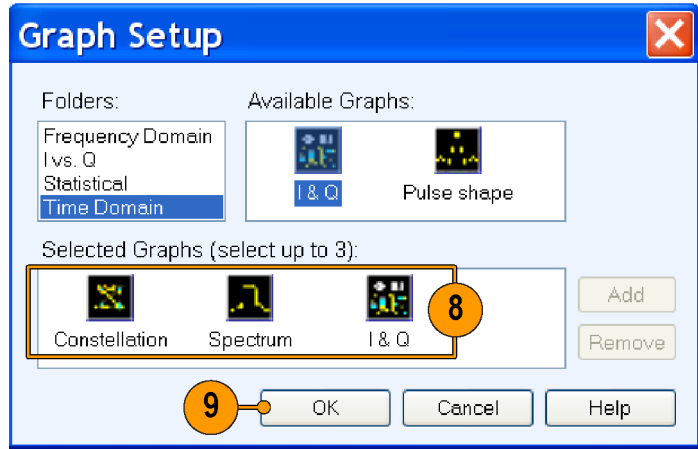 Graph Setup
Folders:
Available Graphs:
Frequency Domain
I vs. Q
Statistical
Time Domain
I & Q
Pulse shape
Selected Graphs (select up to 3):
Constellation
Spectrum
I & Q
8
Add
Remove
9
OK
Cancel
Help